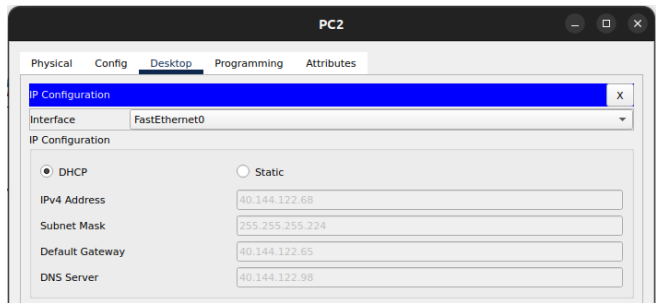 PC2
Physical Config Desktop Programming Attributes
IP Configuration X
Interface FastEthernet0
IP Configuration
DHCP Static
IPv4 Address 40.144.122.68
Subnet Mask 255.255.255.224
Default Gateway 40.144.122.65
DNS Server 40.144.122.98